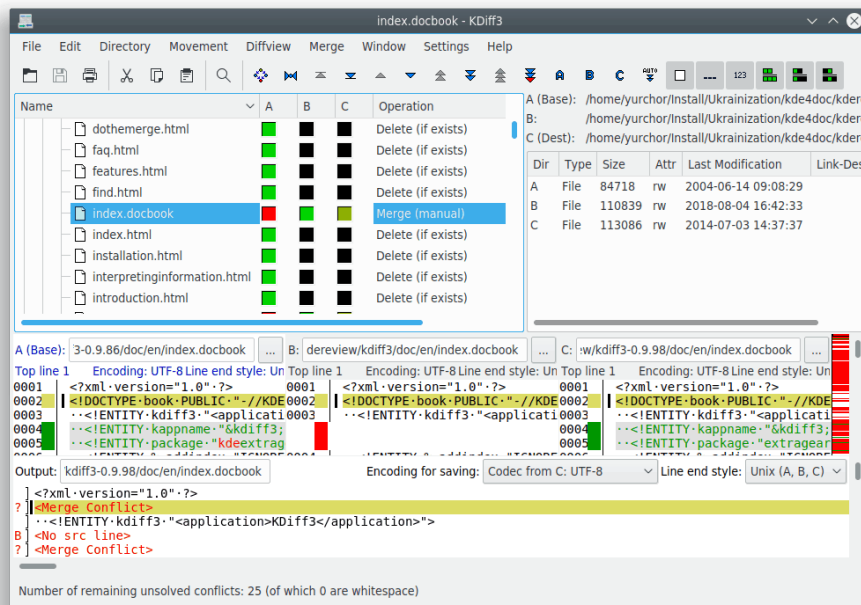 index.docbook - KDiff3
File Edit Directory Movement Diffview Merge Window Settings Help
A B C AUTO 123
Name A B C Operation
dothemerge.html Delete (if exists)
faq.html Delete (if exists)
features.html Delete (if exists)
find.html Delete (if exists)
index.docbook Merge (manual)
index.html Delete (if exists)
installation.html Delete (if exists)
interpretinginformation.html Delete (if exists)
introduction.html Delete (if exists)
A (Base): /home/yurchor/Install/Ukrainization/kde4doc/kdere
B: /home/yurchor/Install/Ukrainization/kde4doc/kdere
C (Dest): /home/yurchor/Install/Ukrainization/kde4doc/kdere
Dir Type Size Attr Last Modification Link-Des
A File 84718 rw 2004-06-14 09:08:29
B File 110839 rw 2018-08-04 16:42:33
C File 113086 rw 2014-07-03 14:37:37
A (Base): 3-0.9.86/doc/en/index.docbook ... B: dereview/kdiff3/doc/en/index.docbook ... C: w/kdiff3-0.9.98/doc/en/index.docbook ...
Top line 1 Encoding: UTF-8 Line end style: Un Top line 1 Encoding: UTF-8 Line end style: Un Top line 1 Encoding: UTF-8 Line end style: Un
0001 <?xml·version="1.0"·?> 0001 <?xml·version="1.0"·?> 0001 <?xml·version="1.0"·?>
0002 <!DOCTYPE·book·PUBLIC·"-//KDE 0002 <!DOCTYPE·book·PUBLIC·"-//KDE 0002 <!DOCTYPE·book·PUBLIC·"-//KDE
0003 ··<!ENTITY·kdiff3·"<applicati 0003 ··<!ENTITY·kdiff3·"<applicati 0003 ··<!ENTITY·kdiff3·"<applicati
0004 ··<!ENTITY·kappname·"&kdiff3; 0004 ··<!ENTITY·kappname·"&kdiff3;
0005 ··<!ENTITY·package·"kdeextrag 0005 ··<!ENTITY·package·"extragear
Output: kdiff3-0.9.98/doc/en/index.docbook Encoding for saving: Codec from C: UTF-8 Line end style: Unix (A, B, C)
<?xml·version="1.0"·?>
? <Merge Conflict>
··<!ENTITY·kdiff3·"<application>KDiff3</application>">
B <No src line>
? <Merge Conflict>
Number of remaining unsolved conflicts: 25 (of which 0 are whitespace)